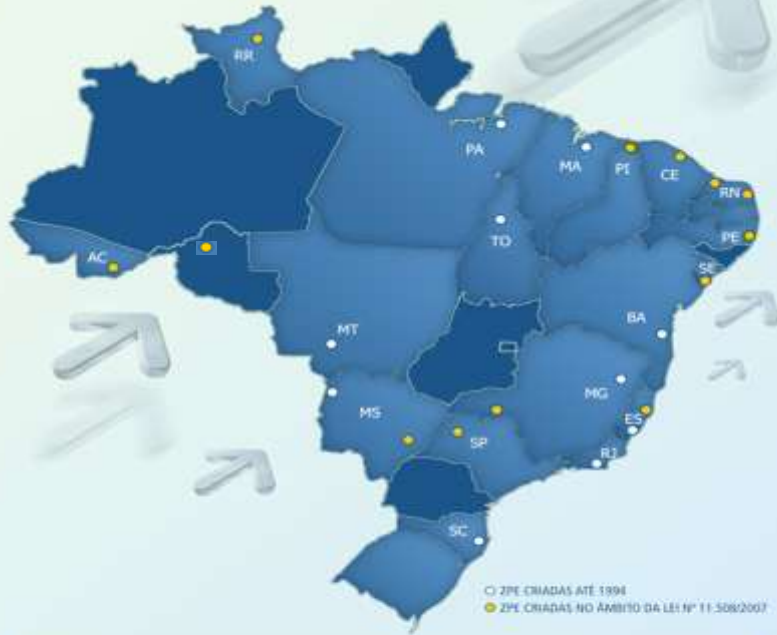 RR
PA
MA
PI
CE
RN
TO
PE
AC
SE
BA
MT
MG
MS
ES
SP
RJ
SC
ZPE CRIADAS ATÉ 1994
ZPE CRIADAS NO ÂMBITO DA LEI Nº 11.508/2007